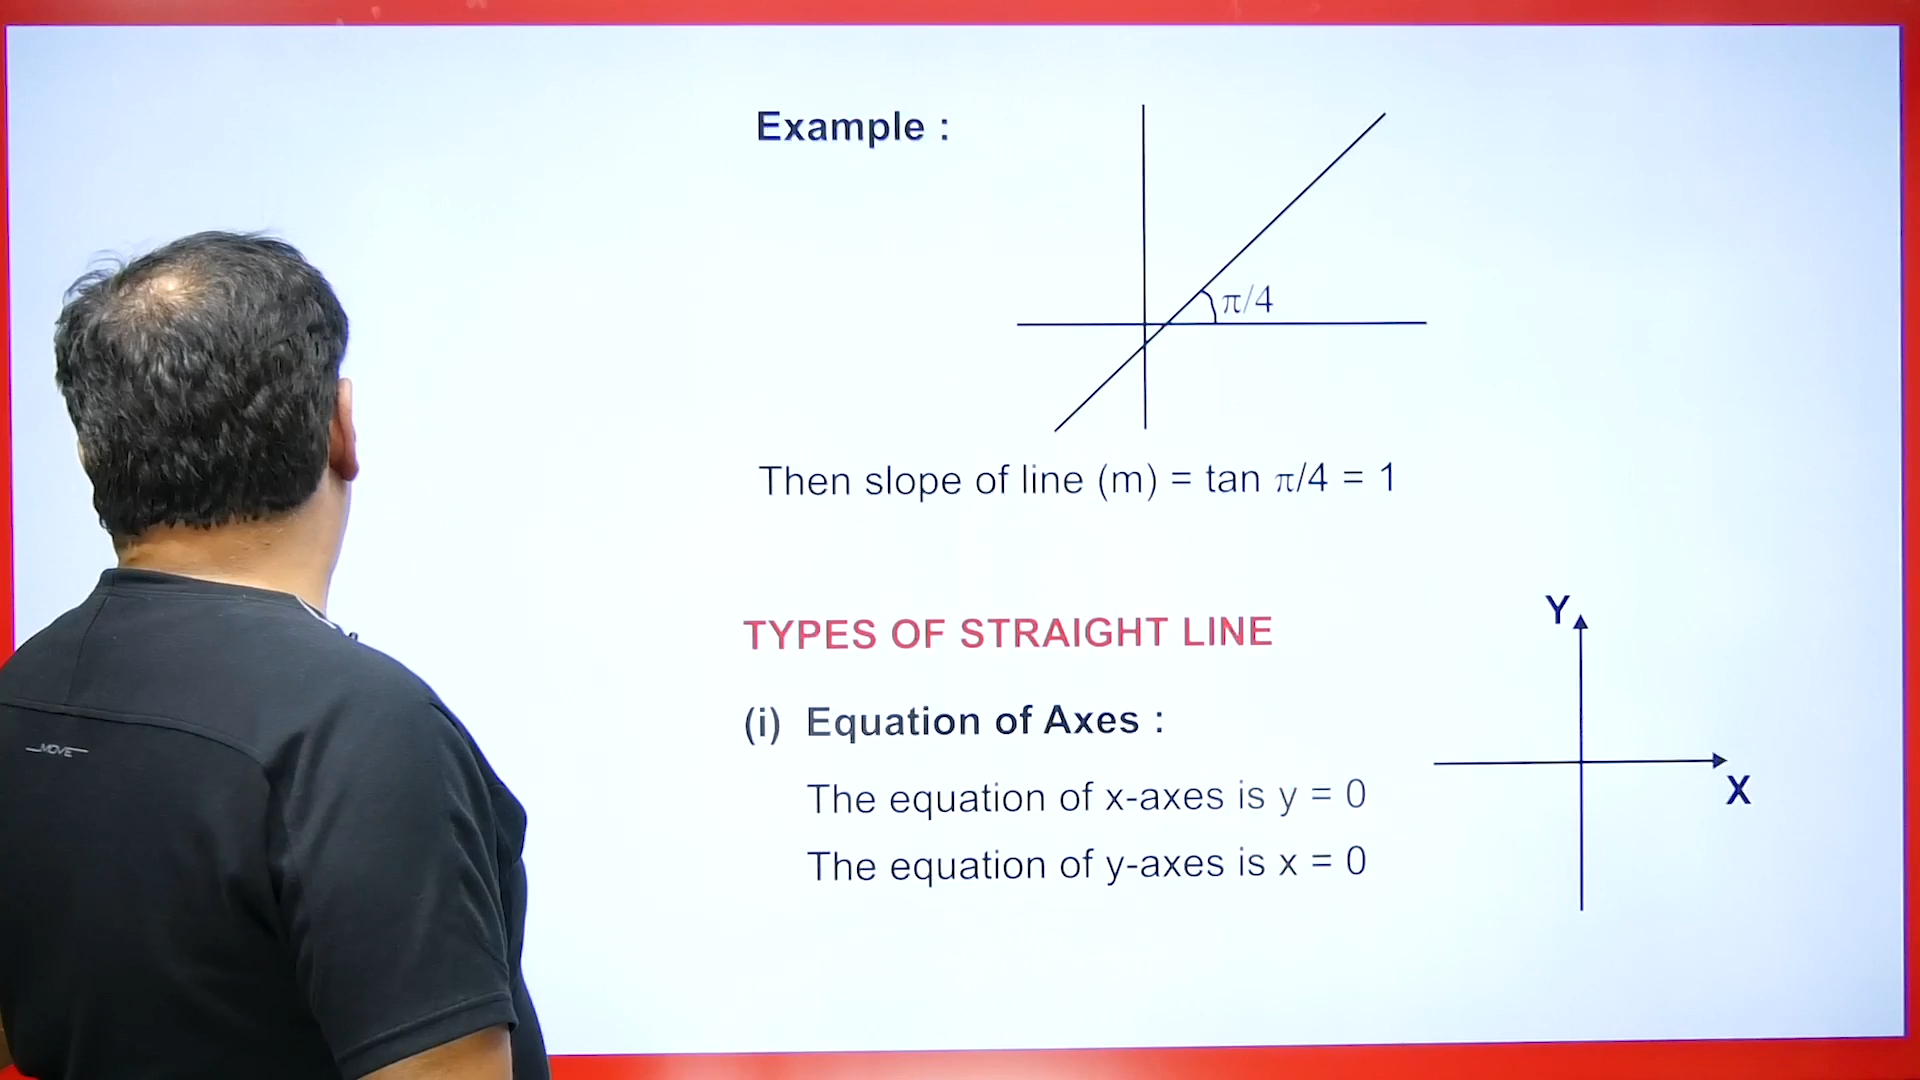 Example :
π/4
Then slope of line (m) = tan π/4 = 1
TYPES OF STRAIGHT LINE
Y
(i) Equation of Axes :
X
The equation of x-axes is y = 0
The equation of y-axes is x = 0
MOVE